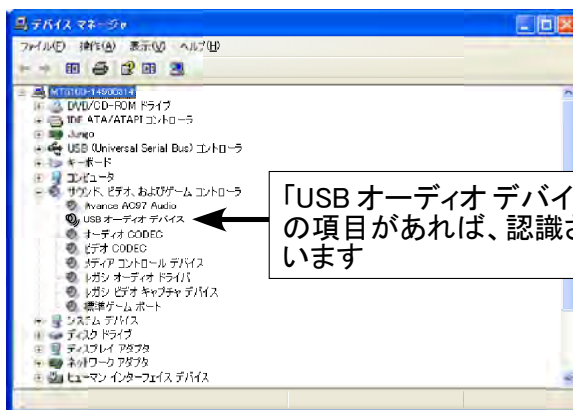 デバイス マネージャ
ファイル(F) 操作(A) 表示(V) ヘルプ(H)
MTS100-14900814
DVD/CD-ROM ドライブ
IDE ATA/ATAPI コントローラ
Jungo
USB (Universal Serial Bus) コントローラ
キーボード
コンピュータ
サウンド、ビデオ、およびゲーム コントローラ
Avance AC97 Audio
USB オーディオ デバイス
オーディオ CODEC
ビデオ CODEC
メディア コントロール デバイス
レガシ オーディオ ドライバ
レガシ ビデオ キャプチャ デバイス
標準ゲーム ポート
システム デバイス
ディスク ドライブ
ディスプレイ アダプタ
ネットワーク アダプタ
ヒューマン インターフェイス デバイス
「USB オーディオ デバイ
の項目があれば、認識さ
います